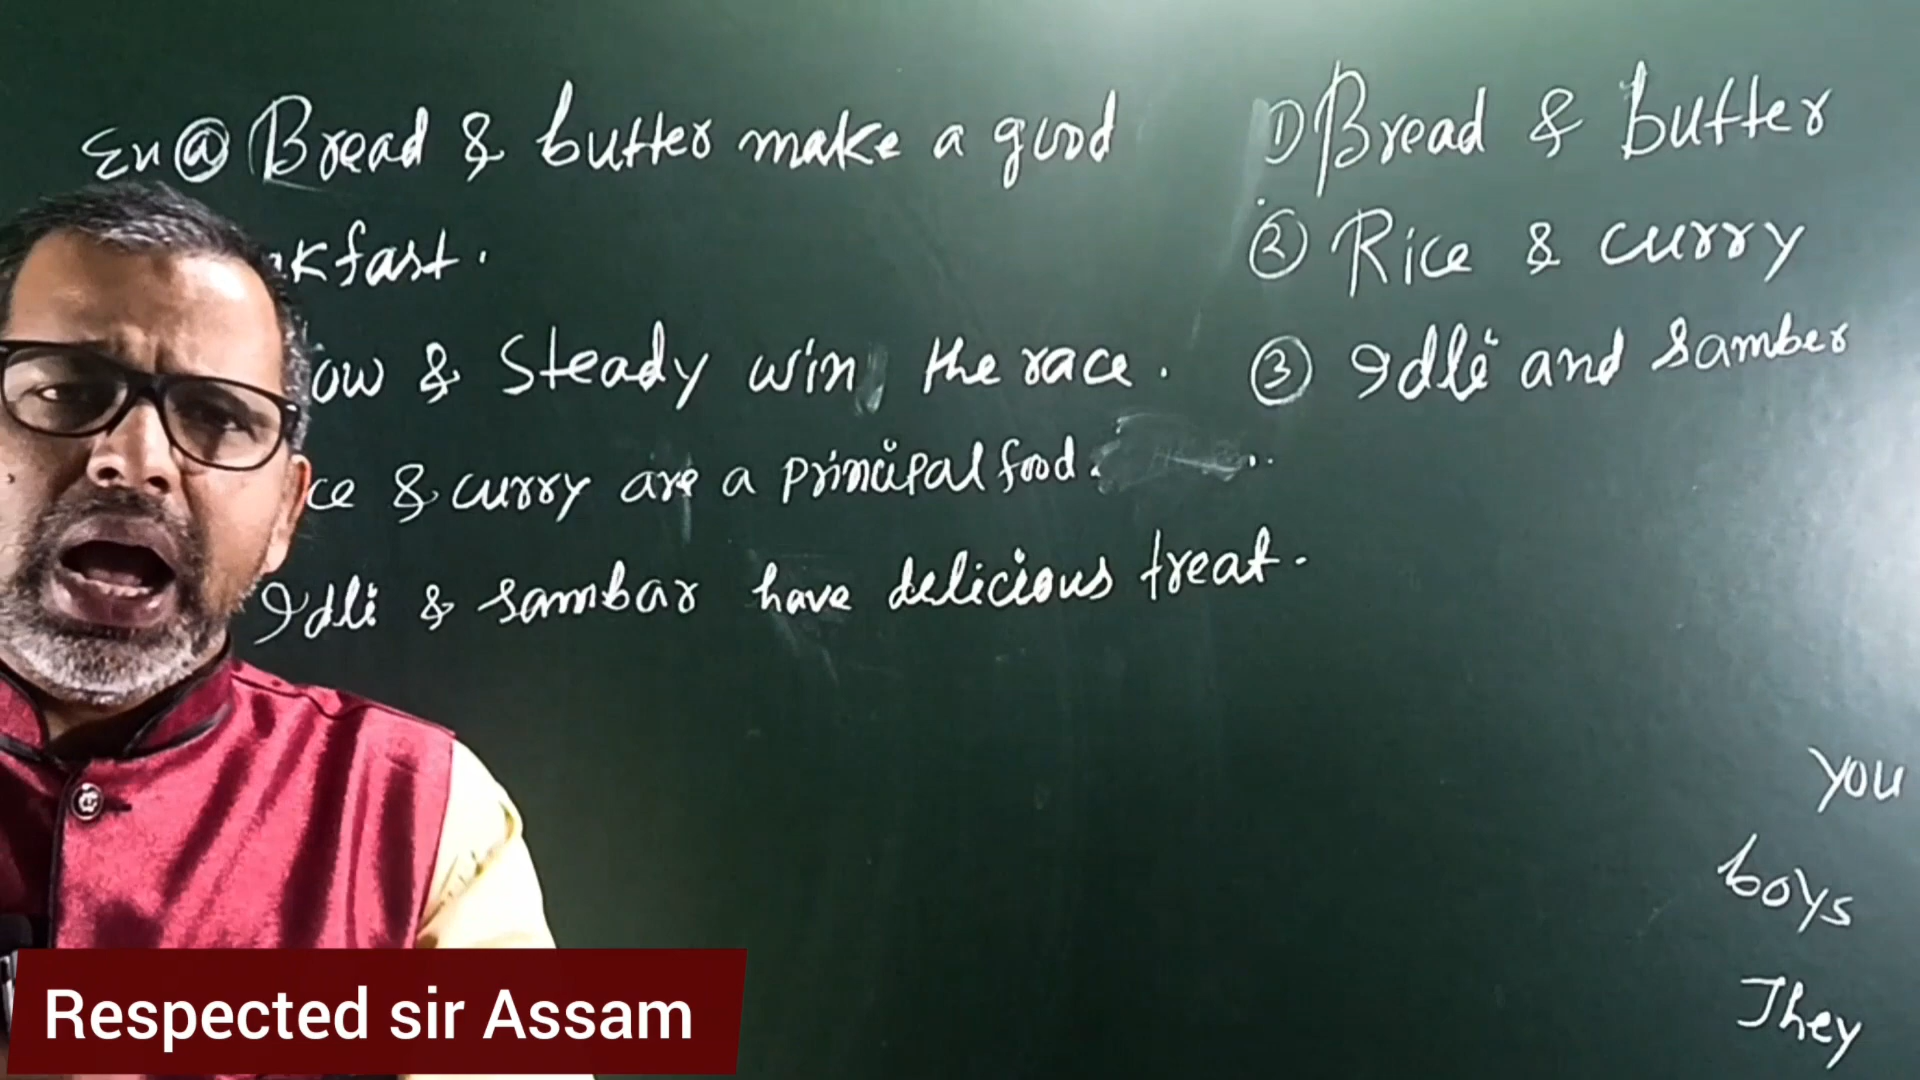 Ex @ Bread & butter make a good
kfast.
ow & Steady win the race.
ce & curry are a principal food.
Idli & sambar have delicious treat.
1) Bread & butter
2 Rice & curry
3 Idli and samber
you
boys
They
Respected sir Assam